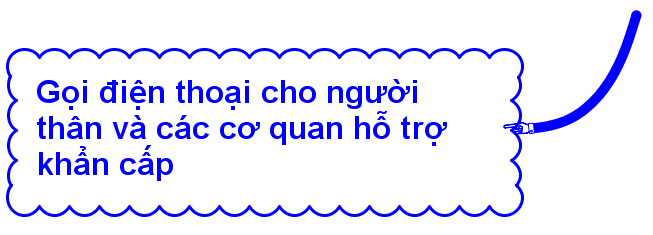 Gọi điện thoại cho người
thân và các cơ quan hỗ trợ
khẩn cấp